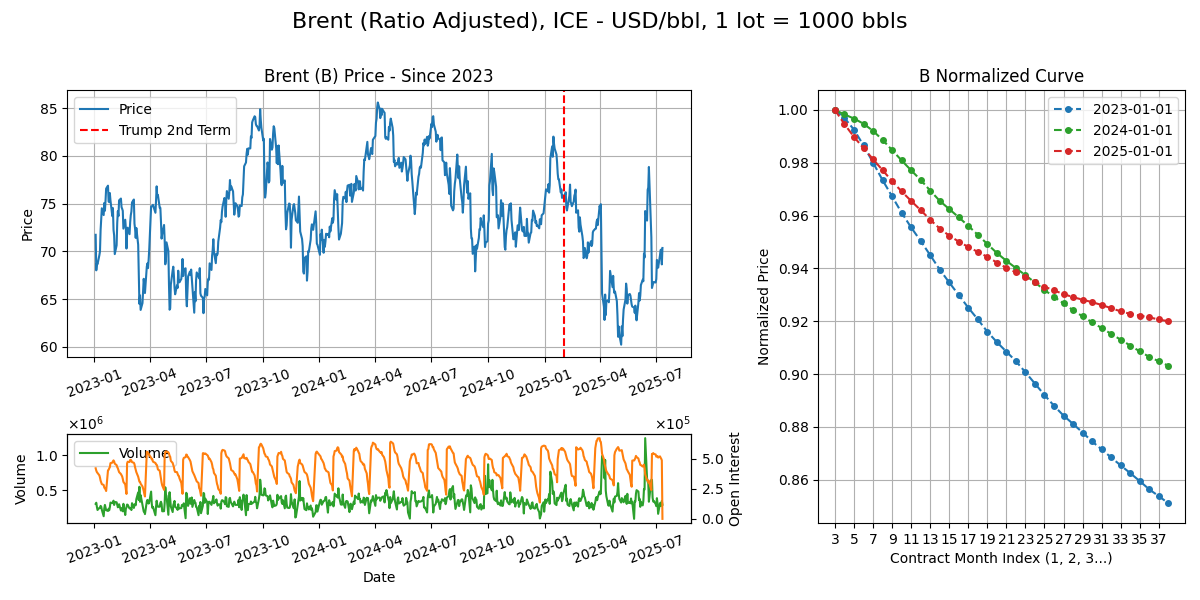 Brent (Ratio Adjusted), ICE - USD/bbl, 1 lot = 1000 bbls
Brent (B) Price - Since 2023
Price
Trump 2nd Term
Price
85
80
75
70
65
60
2023-01 2023-04 2023-07 2023-10 2024-01 2024-04 2024-07 2024-10 2025-01 2025-04 2025-07
×10⁶
×10⁵
Volume
Volume
1.0
0.5
5.0
2.5
0.0
Open Interest
2023-01 2023-04 2023-07 2023-10 2024-01 2024-04 2024-07 2024-10 2025-01 2025-04 2025-07
Date
B Normalized Curve
2023-01-01
2024-01-01
2025-01-01
Normalized Price
1.00
0.98
0.96
0.94
0.92
0.90
0.88
0.86
3 5 7 9 11 13 15 17 19 21 23 25 27 29 31 33 35 37
Contract Month Index (1, 2, 3...)